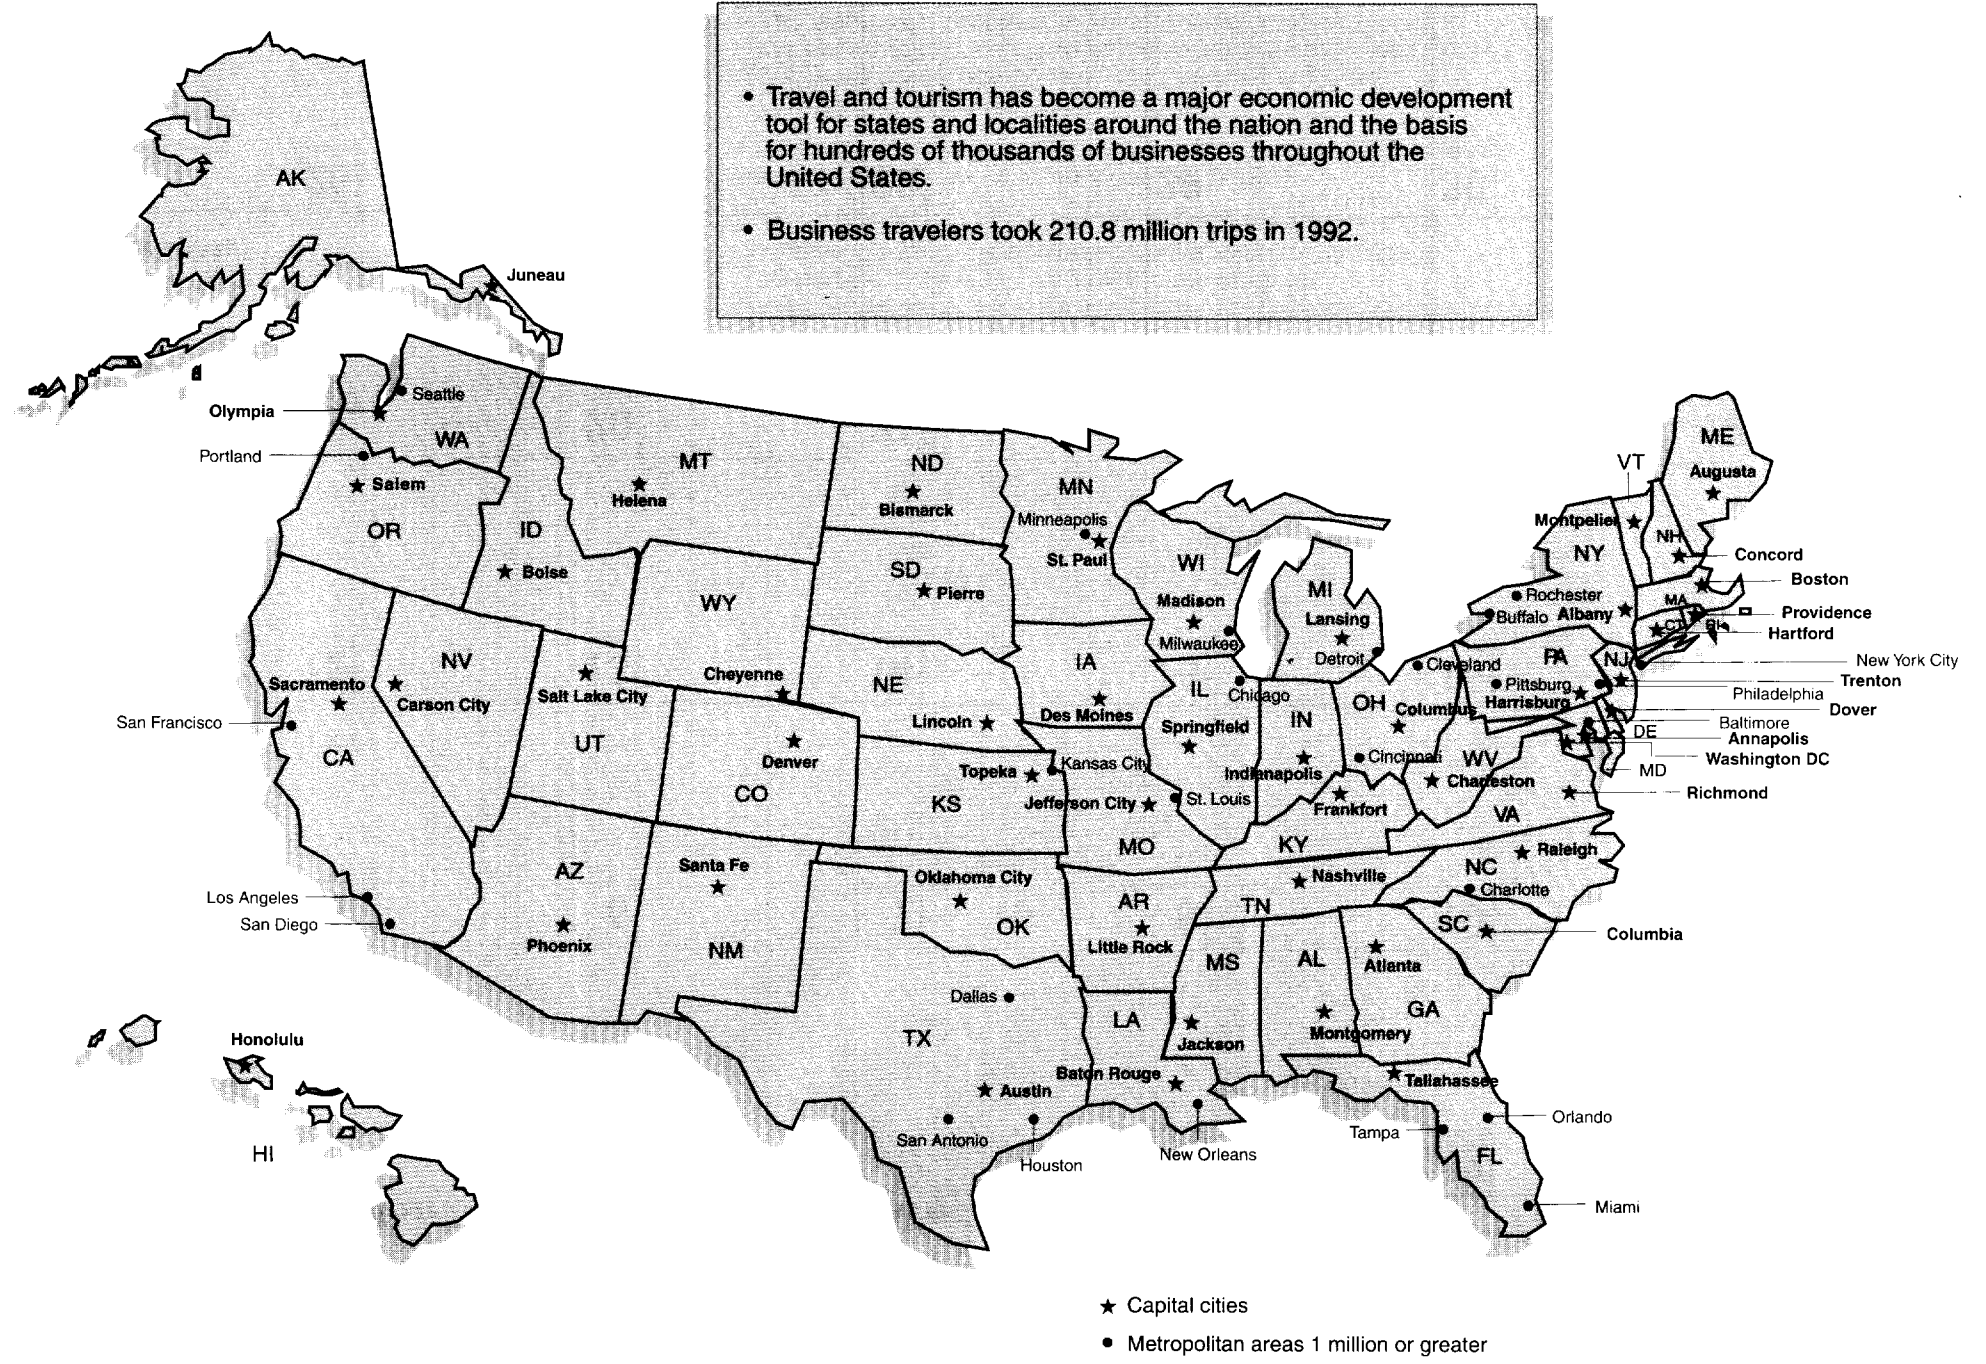 • Travel and tourism has become a major economic development
tool for states and localities around the nation and the basis
for hundreds of thousands of businesses throughout the
United States.
• Business travelers took 210.8 million trips in 1992.
AK
Juneau
Seattle
Olympia
WA
Portland
Salem
OR
ID
Boise
MT
Helena
ND
Bismarck
MN
Minneapolis
St. Paul
SD
Pierre
WY
Cheyenne
WI
Madison
Milwaukee
MI
Lansing
Detroit
ME
Augusta
VT
Montpelier
NH
Concord
NY
Rochester
Buffalo
Albany
Boston
MA
Providence
CT
Hartford
New York City
NJ
Trenton
PA
Pittsburg
Harrisburg
Philadelphia
Dover
Baltimore
DE
Annapolis
Washington DC
MD
Cleveland
OH
Columbus
Cincinnati
IN
Indianapolis
IL
Chicago
Springfield
IA
Des Moines
NE
Lincoln
NV
Carson City
Sacramento
San Francisco
CA
Los Angeles
San Diego
Salt Lake City
UT
Denver
CO
Topeka
Kansas City
KS
Jefferson City
St. Louis
MO
Frankfort
KY
WV
Charleston
VA
Richmond
AZ
Phoenix
Santa Fe
NM
Oklahoma City
OK
AR
Little Rock
Nashville
TN
NC
Raleigh
Charlotte
SC
Columbia
MS
Jackson
AL
Montgomery
Atlanta
GA
Dallas
TX
Austin
San Antonio
Houston
LA
Baton Rouge
New Orleans
Tallahassee
Orlando
Tampa
FL
Miami
Honolulu
HI
★ Capital cities
• Metropolitan areas 1 million or greater